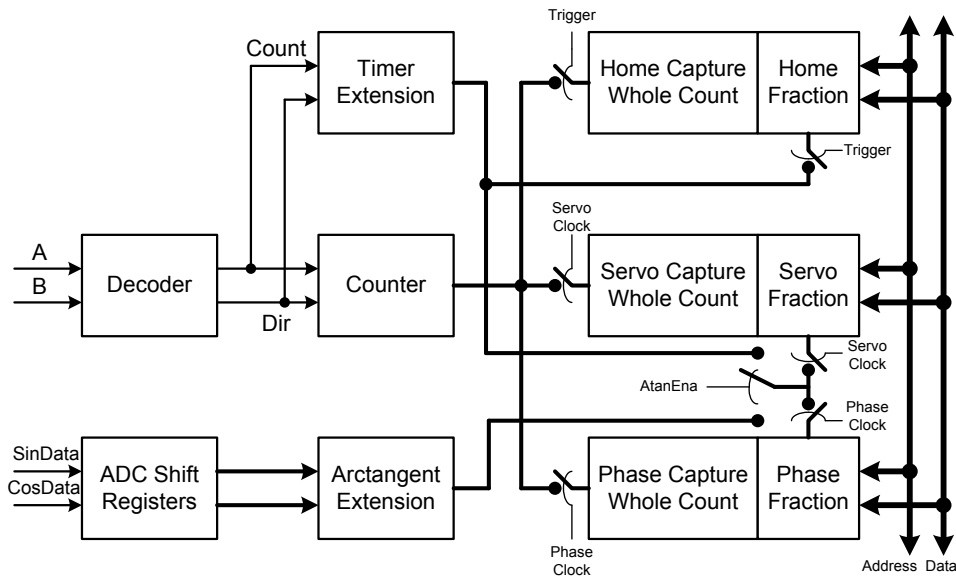 Trigger
Count
Timer
Extension
Home Capture
Whole Count
Home
Fraction
Trigger
Servo
Clock
A
B
Decoder
Counter
Servo Capture
Whole Count
Servo
Fraction
Dir
Servo
Clock
AtanEna
Phase
Clock
SinData
CosData
ADC Shift
Registers
Arctangent
Extension
Phase Capture
Whole Count
Phase
Fraction
Phase
Clock
Address
Data